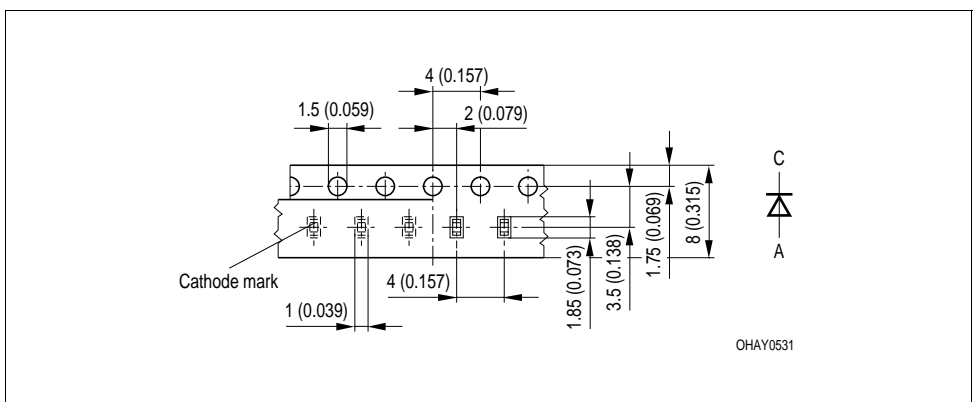 4 (0.157)
1.5 (0.059)
2 (0.079)
C
A
8 (0.315)
1.75 (0.069)
3.5 (0.138)
1.85 (0.073)
Cathode mark
4 (0.157)
1 (0.039)
OHAY0531